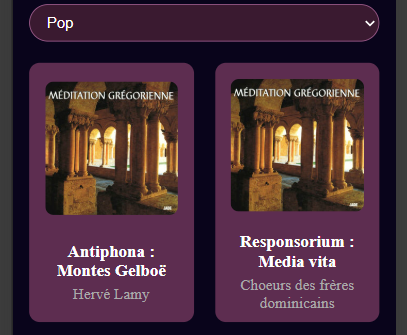 Pop
MÉDITATION GRÉGORIENNE
MÉDITATION GRÉGORIENNE
Antiphona :
Montes Gelboë
Hervé Lamy
Responsorium :
Media vita
Choeurs des frères
dominicains